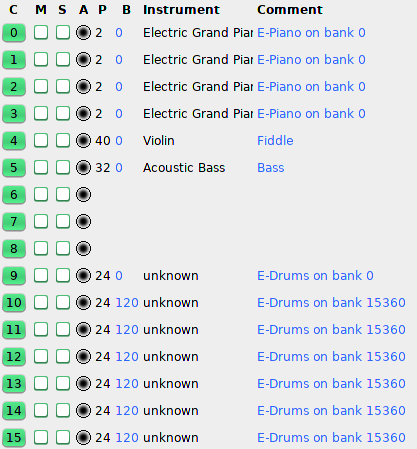 C M S A P B Instrument Comment
0 2 0 Electric Grand Pian E-Piano on bank 0
1 2 0 Electric Grand Pian E-Piano on bank 0
2 2 0 Electric Grand Pian E-Piano on bank 0
3 2 0 Electric Grand Pian E-Piano on bank 0
4 40 0 Violin Fiddle
5 32 0 Acoustic Bass Bass
6
7
8
9 24 0 unknown E-Drums on bank 0
10 24 120 unknown E-Drums on bank 15360
11 24 120 unknown E-Drums on bank 15360
12 24 120 unknown E-Drums on bank 15360
13 24 120 unknown E-Drums on bank 15360
14 24 120 unknown E-Drums on bank 15360
15 24 120 unknown E-Drums on bank 15360